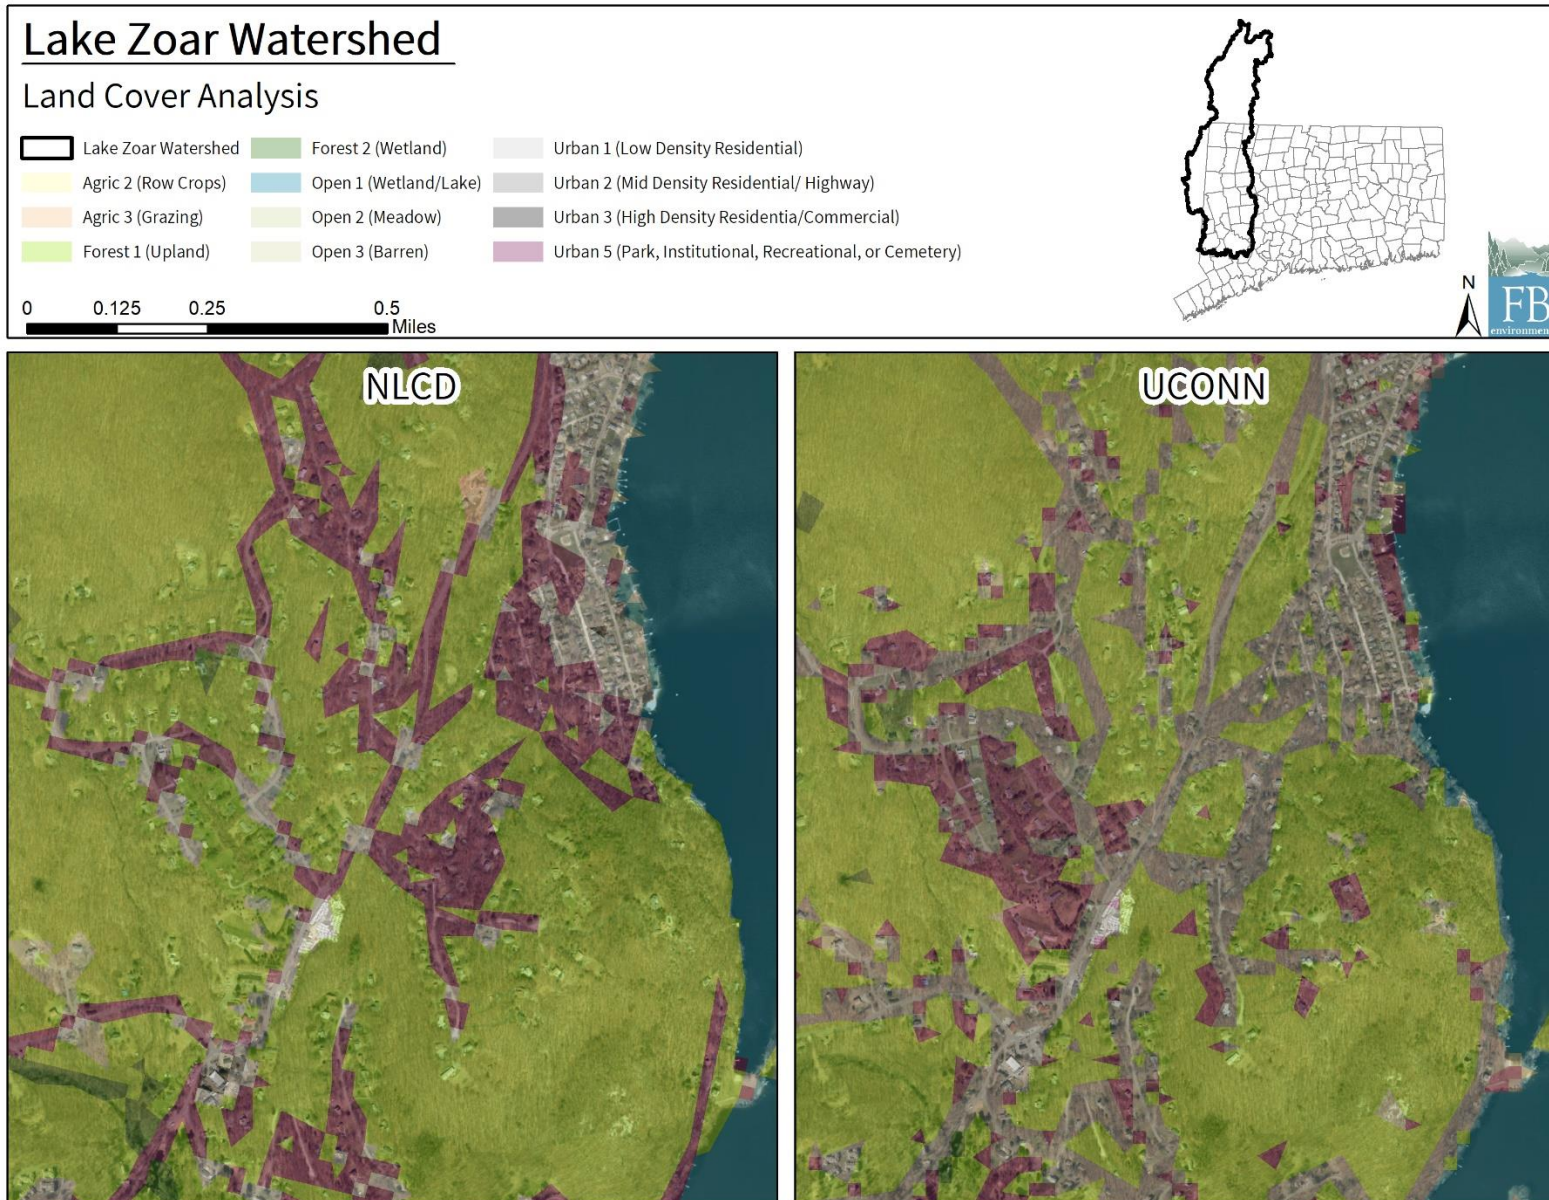 Lake Zoar Watershed
Land Cover Analysis
Lake Zoar Watershed
Agric 2 (Row Crops)
Agric 3 (Grazing)
Forest 1 (Upland)
Forest 2 (Wetland)
Open 1 (Wetland/Lake)
Open 2 (Meadow)
Open 3 (Barren)
Urban 1 (Low Density Residential)
Urban 2 (Mid Density Residential/ Highway)
Urban 3 (High Density Residentia/Commercial)
Urban 5 (Park, Institutional, Recreational, or Cemetery)
0 0.125 0.25 0.5
Miles
N
FB
environmen
NLCD
UCONN